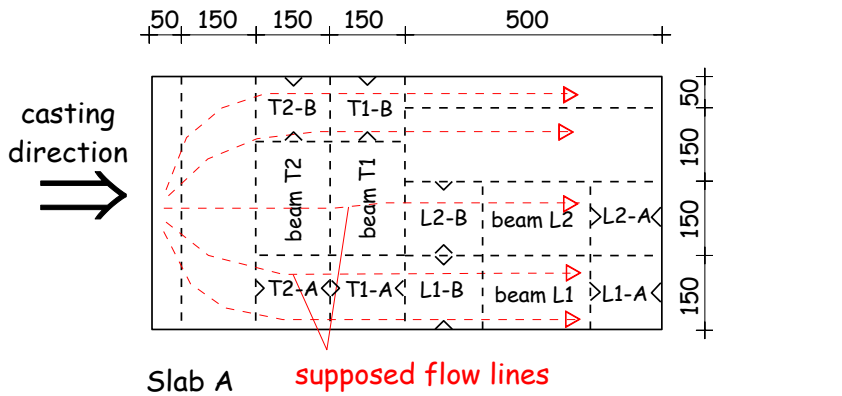 50 150 150 150 500
casting
direction
T2-B T1-B
beam T2
beam T1
L2-B beam L2 L2-A
T2-A T1-A L1-B beam L1 L1-A
50
150
150
150
Slab A
supposed flow lines